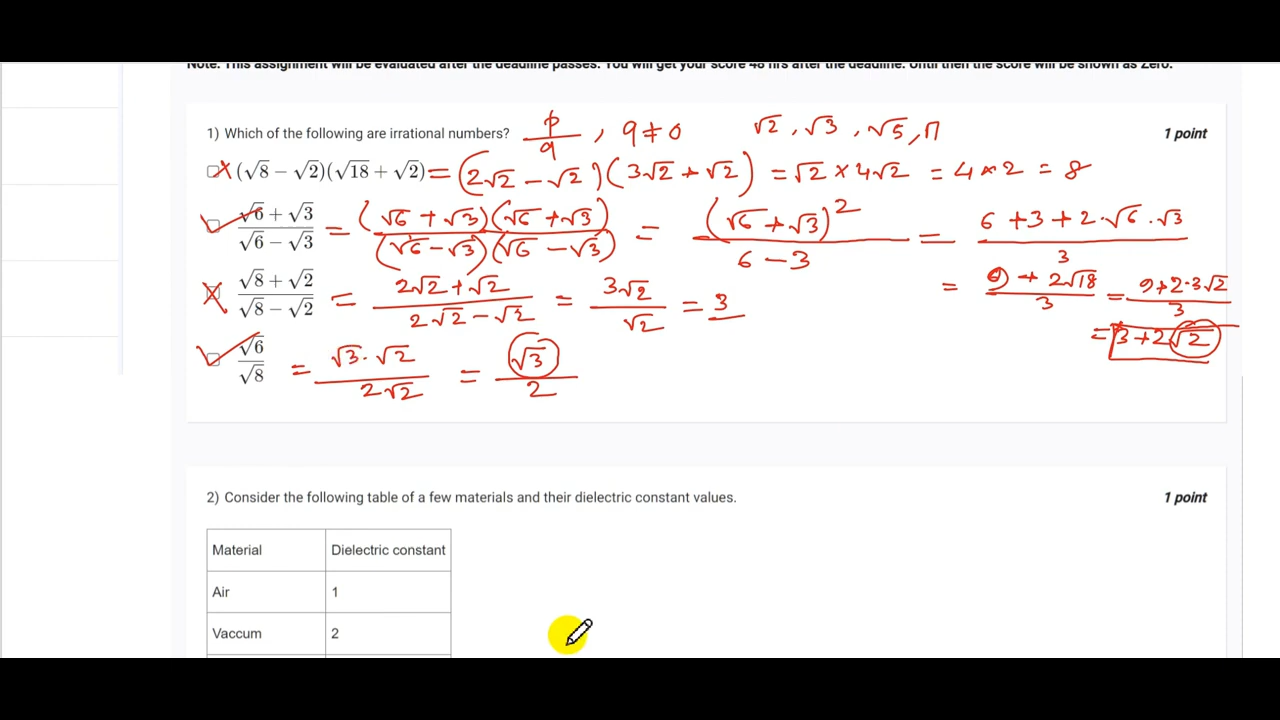 Note: This assignment will be evaluated after the deadline passes. You will get your score 48 hrs after the deadline. Until then the score will be shown as Zero.
1) Which of the following are irrational numbers? p/q , q ≠ 0 √2 , √3 , √5 , π 1 point
(√8 − √2)(√18 + √2) = (2√2 − √2)(3√2 + √2) = √2 × 4√2 = 4 × 2 = 8
(√6 + √3)/(√6 − √3) = (√6 + √3)(√6 + √3)/(√6 − √3)(√6 − √3) = (√6 + √3)²/(6 − 3) = (6 + 3 + 2·√6·√3)/3
= (9 + 2√18)/3 = (9 + 2·3√2)/3
= 3 + 2√2
(√8 + √2)/(√8 − √2) = (2√2 + √2)/(2√2 − √2) = 3√2/√2 = 3
√6/√8 = √3·√2/2√2 = √3/2
2) Consider the following table of a few materials and their dielectric constant values. 1 point
Material Dielectric constant
Air 1
Vaccum 2